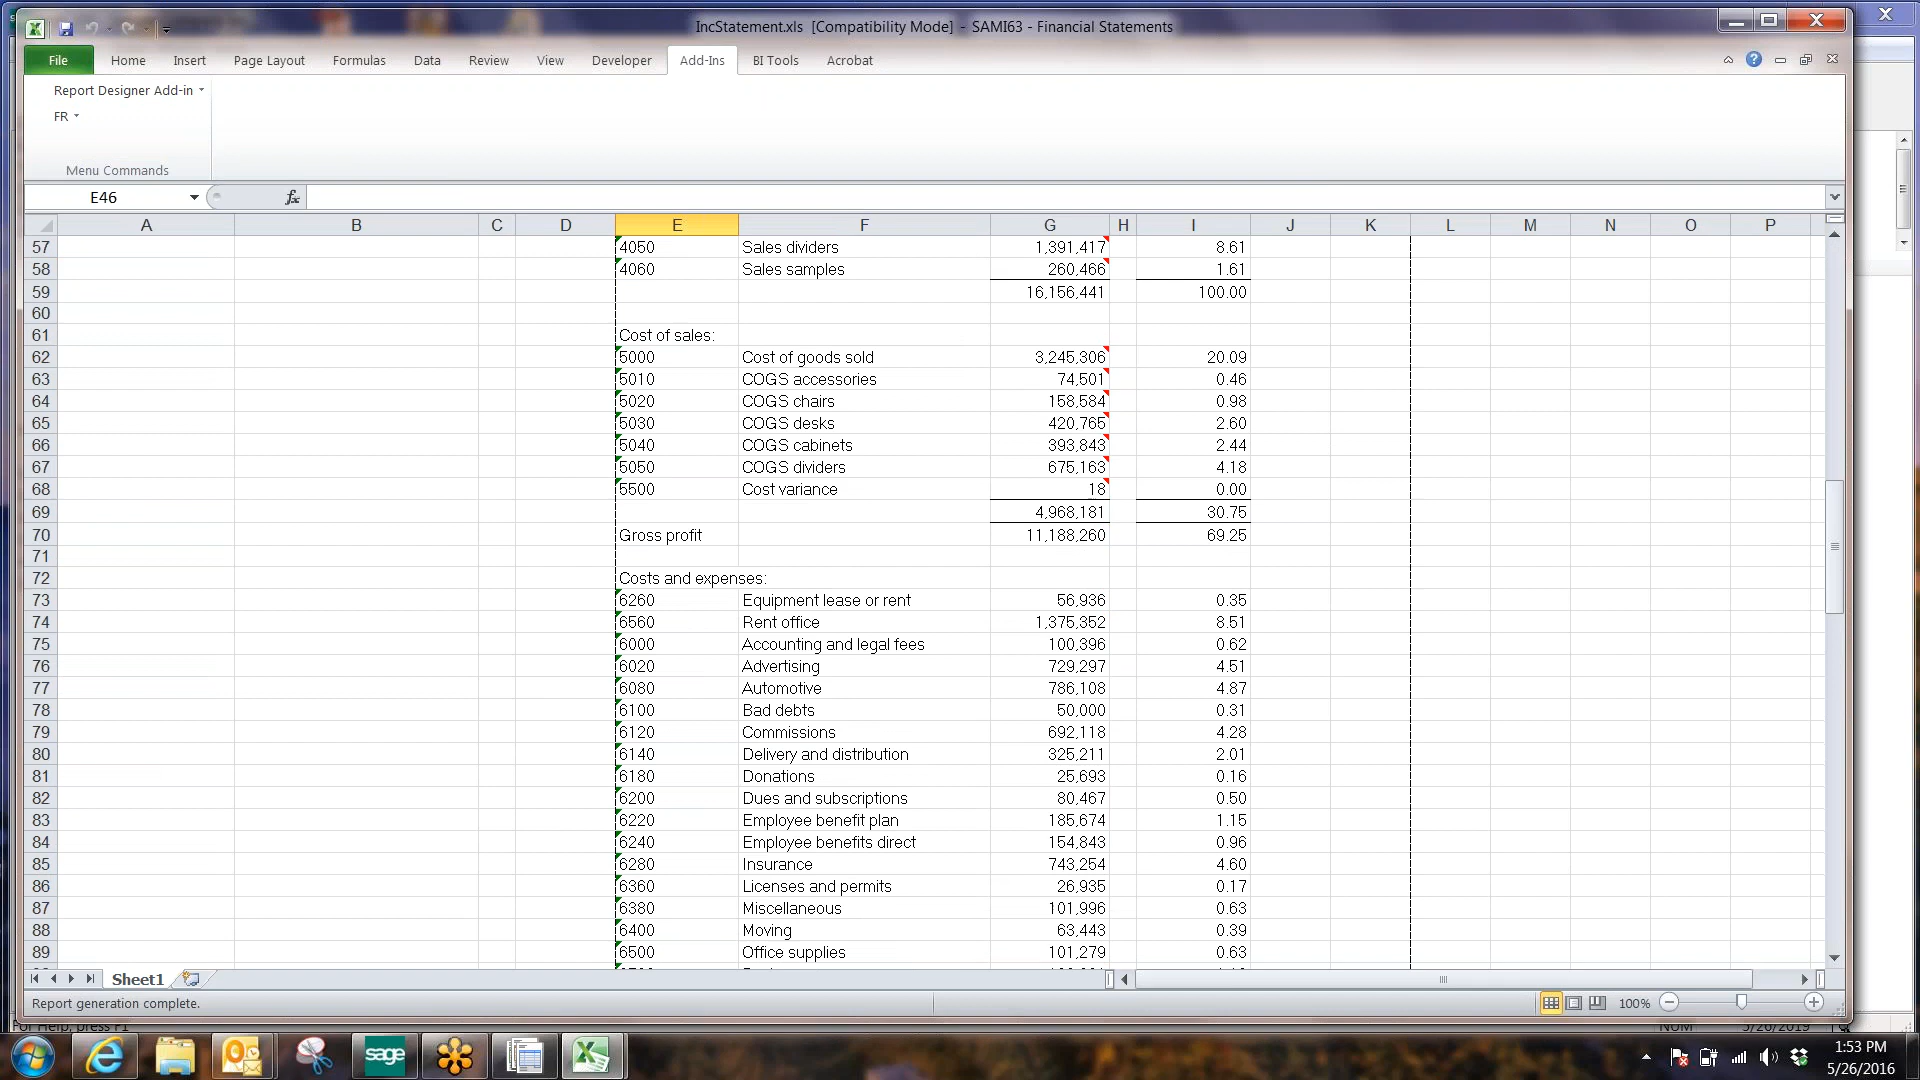 IncStatement.xls [Compatibility Mode] - SAMI63 - Financial Statements
File Home Insert Page Layout Formulas Data Review View Developer Add-Ins BI Tools Acrobat
Report Designer Add-in
FR
Menu Commands
E46 fx
A B C D E F G H I J K L M N O P
57 4050 Sales dividers 1,391,417 8.61
58 4060 Sales samples 260,466 1.61
59 16,156,441 100.00
60
61 Cost of sales:
62 5000 Cost of goods sold 3,245,306 20.09
63 5010 COGS accessories 74,501 0.46
64 5020 COGS chairs 158,584 0.98
65 5030 COGS desks 420,765 2.60
66 5040 COGS cabinets 393,843 2.44
67 5050 COGS dividers 675,163 4.18
68 5500 Cost variance 18 0.00
69 4,968,181 30.75
70 Gross profit 11,188,260 69.25
71
72 Costs and expenses:
73 6260 Equipment lease or rent 56,936 0.35
74 6560 Rent office 1,375,352 8.51
75 6000 Accounting and legal fees 100,396 0.62
76 6020 Advertising 729,297 4.51
77 6080 Automotive 786,108 4.87
78 6100 Bad debts 50,000 0.31
79 6120 Commissions 692,118 4.28
80 6140 Delivery and distribution 325,211 2.01
81 6180 Donations 25,693 0.16
82 6200 Dues and subscriptions 80,467 0.50
83 6220 Employee benefit plan 185,674 1.15
84 6240 Employee benefits direct 154,843 0.96
85 6280 Insurance 743,254 4.60
86 6360 Licenses and permits 26,935 0.17
87 6380 Miscellaneous 101,996 0.63
88 6400 Moving 63,443 0.39
89 6500 Office supplies 101,279 0.63
Sheet1
Report generation complete. 100%
For Help, press F1 NUM 5/26/2019
sage
1:53 PM
5/26/2016